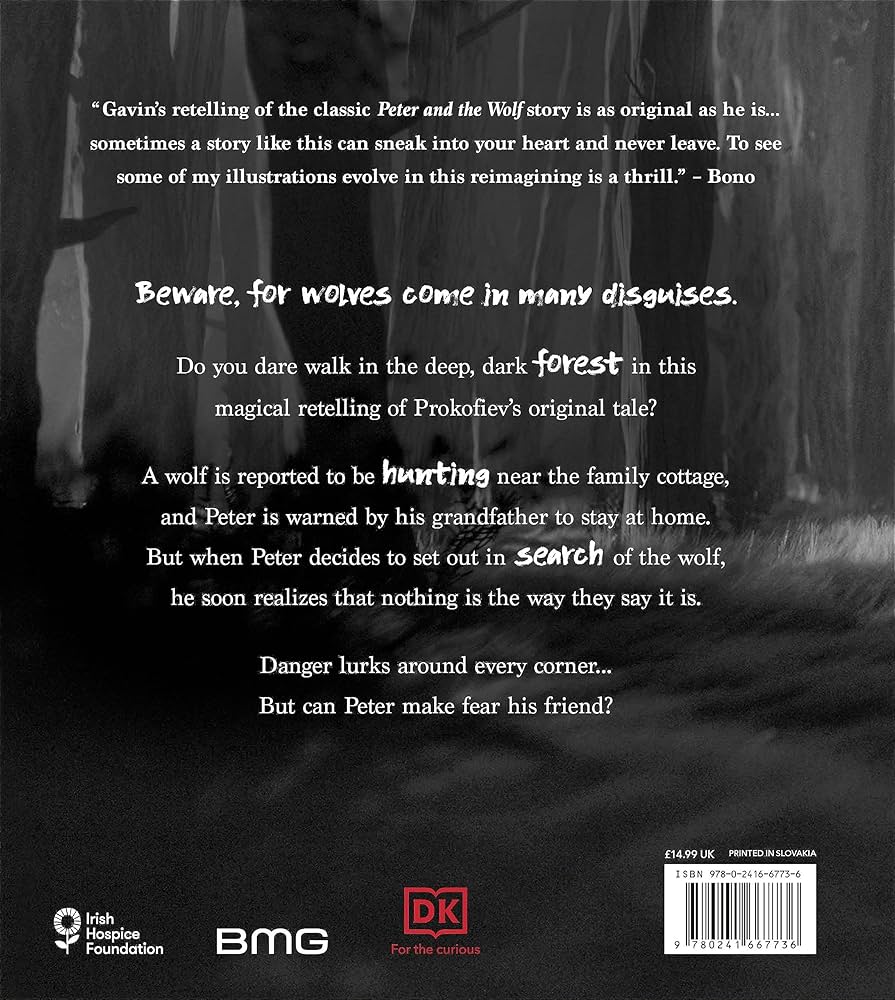 “Gavin’s retelling of the classic Peter and the Wolf story is as original as he is...
sometimes a story like this can sneak into your heart and never leave. To see
some of my illustrations evolve in this reimagining is a thrill.” – Bono
Beware, for wolves come in many disguises.
Do you dare walk in the deep, dark forest in this
magical retelling of Prokofiev’s original tale?
A wolf is reported to be hunting near the family cottage,
and Peter is warned by his grandfather to stay at home.
But when Peter decides to set out in search of the wolf,
he soon realizes that nothing is the way they say it is.
Danger lurks around every corner...
But can Peter make fear his friend?
£14.99 UK PRINTED IN SLOVAKIA
ISBN 978-0-2416-6773-6
9 780241 667736
Irish
Hospice
Foundation
BMG
DK
For the curious